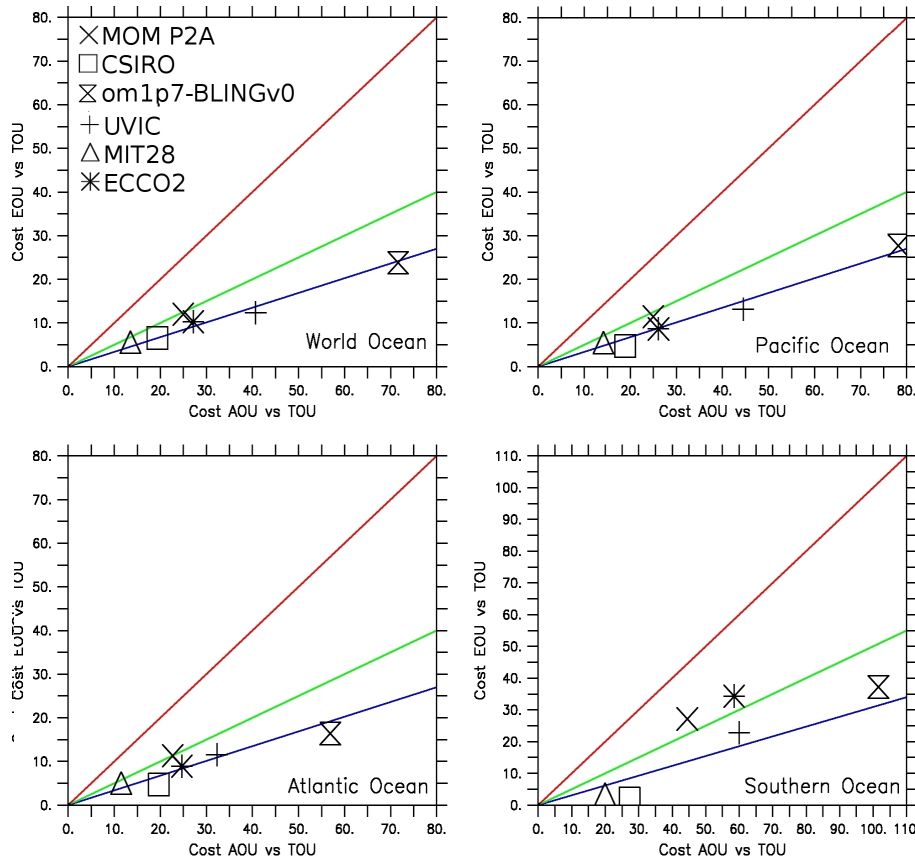 80.
70.
60.
50.
40.
30.
20.
10.
0.
Cost EOU vs TOU
MOM P2A
CSIRO
om1p7-BLINGv0
UVIC
MIT28
ECCO2
World Ocean
0. 10. 20. 30. 40. 50. 60. 70. 80.
Cost AOU vs TOU
80.
70.
60.
50.
40.
30.
20.
10.
0.
Cost EOU vs TOU
Pacific Ocean
0. 10. 20. 30. 40. 50. 60. 70. 80.
Cost AOU vs TOU
80.
70.
60.
50.
40.
30.
20.
10.
0.
Cost EOU vs TOU
Atlantic Ocean
0. 10. 20. 30. 40. 50. 60. 70. 80.
Cost AOU vs TOU
110.
100.
90.
80.
70.
60.
50.
40.
30.
20.
10.
0.
Cost EOU vs TOU
Southern Ocean
0. 10. 20. 30. 40. 50. 60. 70. 80. 90. 100. 110.
Cost AOU vs TOU